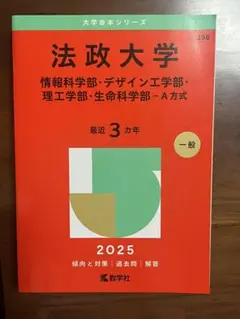 大学赤本シリーズ
法政大学
情報科学部・デザイン工学部・
理工学部・生命科学部－A方式
最近3カ年
一般
2025
傾向と対策｜過去問｜解答
教学社